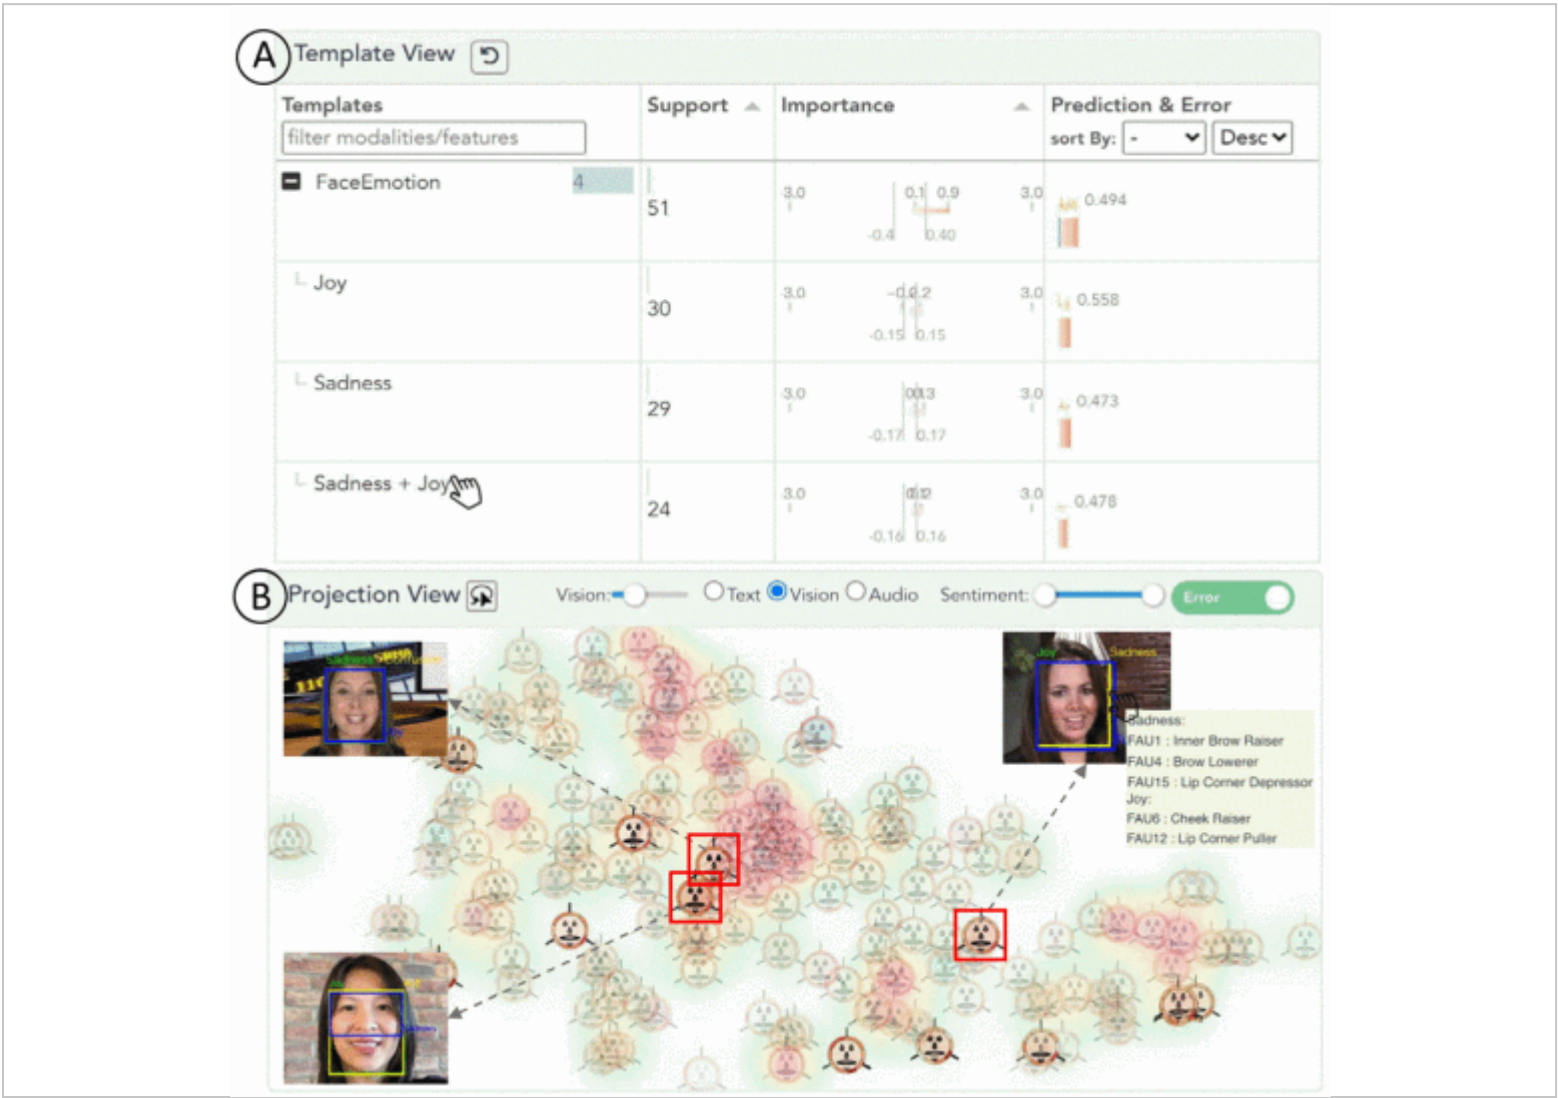 A Template View
Templates Support Importance Prediction & Error
filter modalities/features sort By: - Desc
FaceEmotion 4 51 -3.0 0.1 0.9 3.0 0.494
-0.4 0.40
Joy 30 -3.0 3.0 0.558
-0.15 0.15
Sadness 29 -3.0 3.0 0.473
-0.17 0.17
Sadness + Joy 24 -3.0 3.0 0.478
-0.16 0.16
B Projection View Vision: Text Vision Audio Sentiment: Error
Joy Sadness
Sadness:
FAU1 : Inner Brow Raiser
FAU4 : Brow Lowerer
FAU15 : Lip Corner Depressor
Joy:
FAU6 : Cheek Raiser
FAU12 : Lip Corner Puller